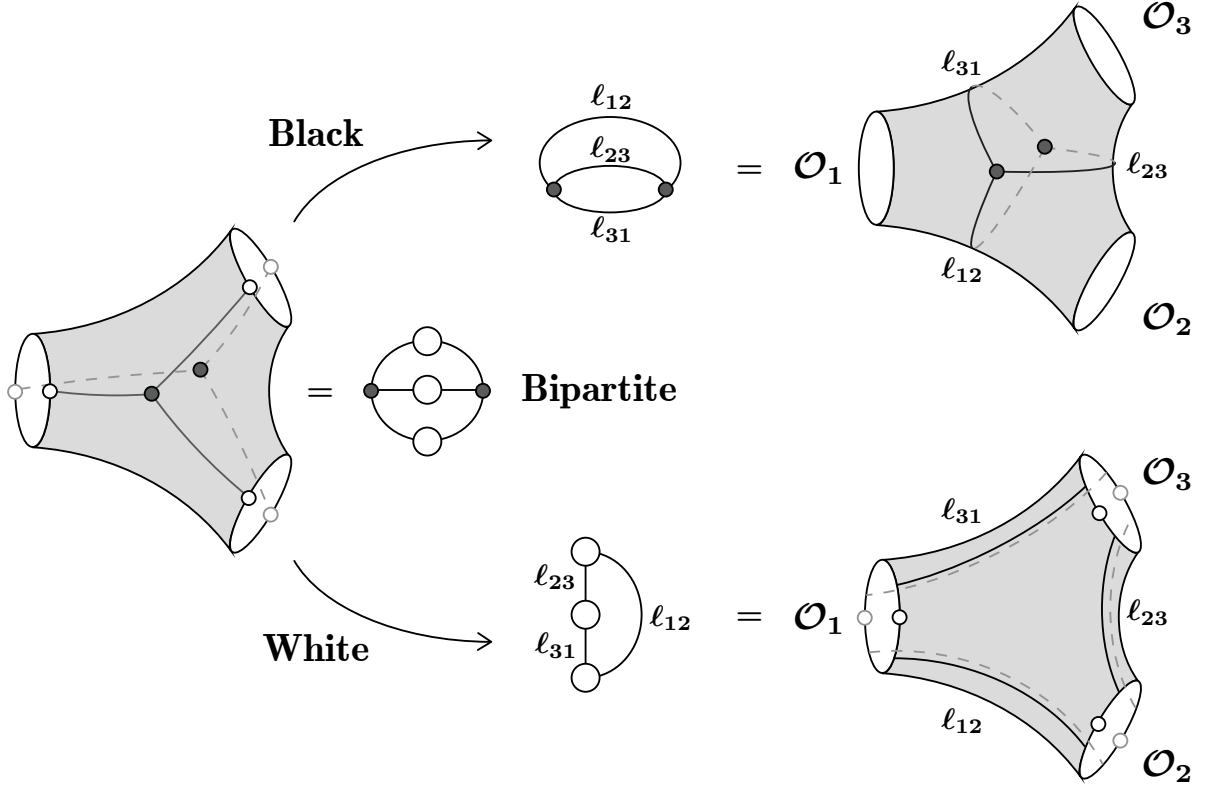 Black
ℓ₁₂
ℓ₂₃
ℓ₃₁
=
𝒪₁
ℓ₃₁
𝒪₃
ℓ₂₃
ℓ₁₂
𝒪₂
=
Bipartite
White
ℓ₂₃
ℓ₃₁
ℓ₁₂
=
𝒪₁
ℓ₃₁
𝒪₃
ℓ₂₃
ℓ₁₂
𝒪₂